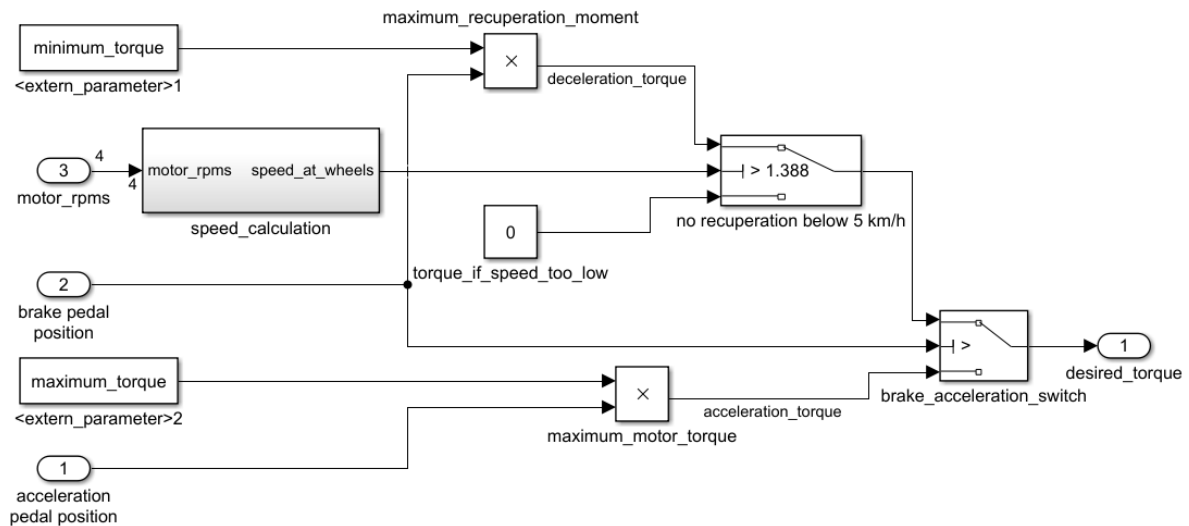 maximum_recuperation_moment
minimum_torque
×
<extern_parameter>1
deceleration_torque
4
3
motor_rpms
4
motor_rpms speed_at_wheels
speed_calculation
> 1.388
no recuperation below 5 km/h
0
torque_if_speed_too_low
2
brake pedal
position
>
1
desired_torque
brake_acceleration_switch
maximum_torque
<extern_parameter>2
×
acceleration_torque
maximum_motor_torque
1
acceleration
pedal position